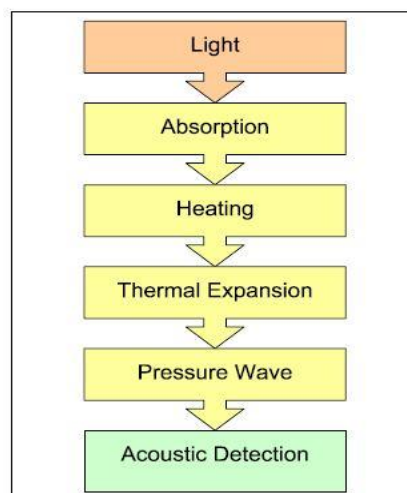 Light
Absorption
Heating
Thermal Expansion
Pressure Wave
Acoustic Detection